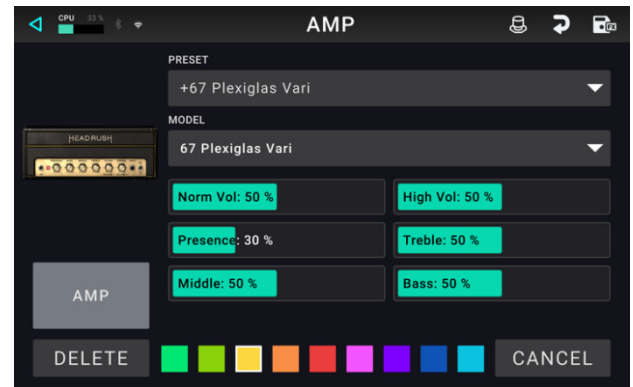 CPU 33 %
AMP
FX
PRESET
+67 Plexiglas Vari
MODEL
67 Plexiglas Vari
HEADRUSH
Norm Vol: 50 %
High Vol: 50 %
Presence: 30 %
Treble: 50 %
Middle: 50 %
Bass: 50 %
AMP
DELETE
CANCEL